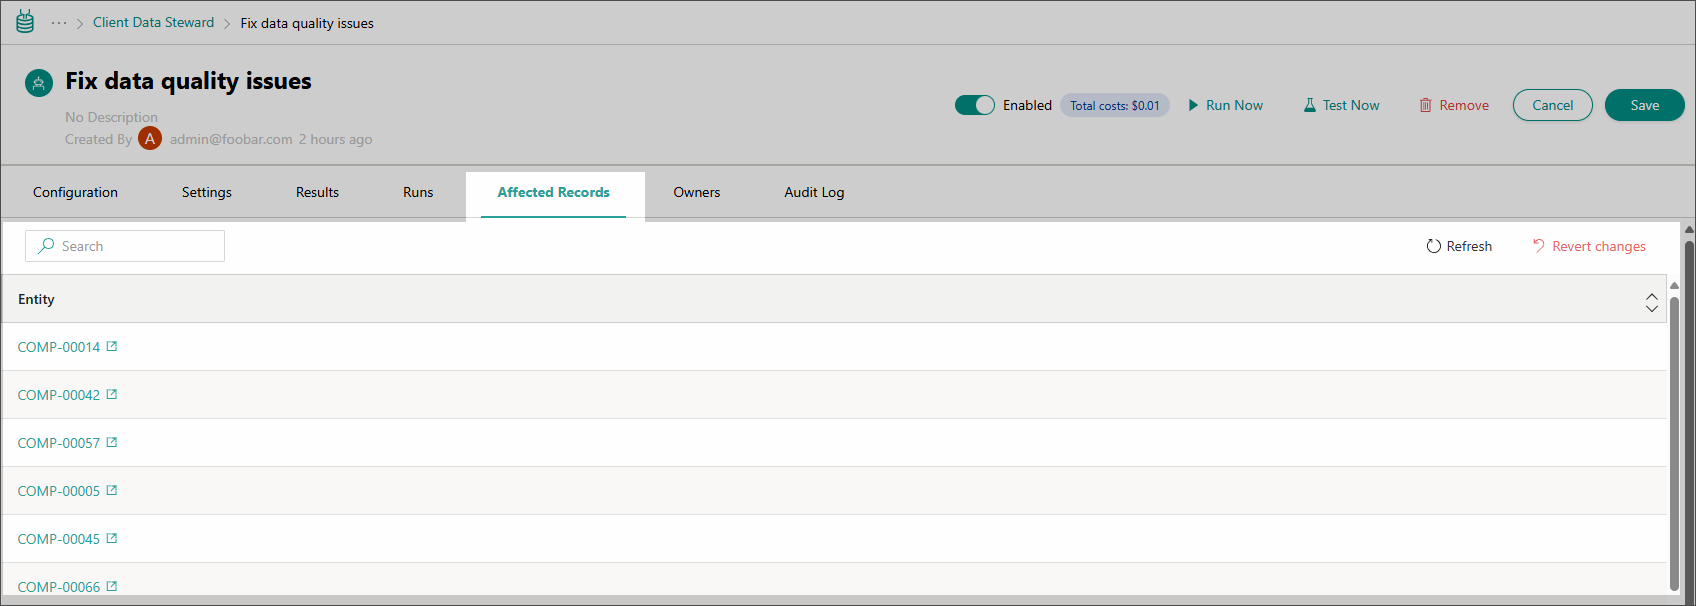 ··· > Client Data Steward > Fix data quality issues
Fix data quality issues
No Description
Created By A admin@foobar.com 2 hours ago
Enabled Total costs: $0.01 Run Now Test Now Remove Cancel Save
Configuration Settings Results Runs Affected Records Owners Audit Log
Search Refresh Revert changes
Entity
COMP-00014
COMP-00042
COMP-00057
COMP-00005
COMP-00045
COMP-00066